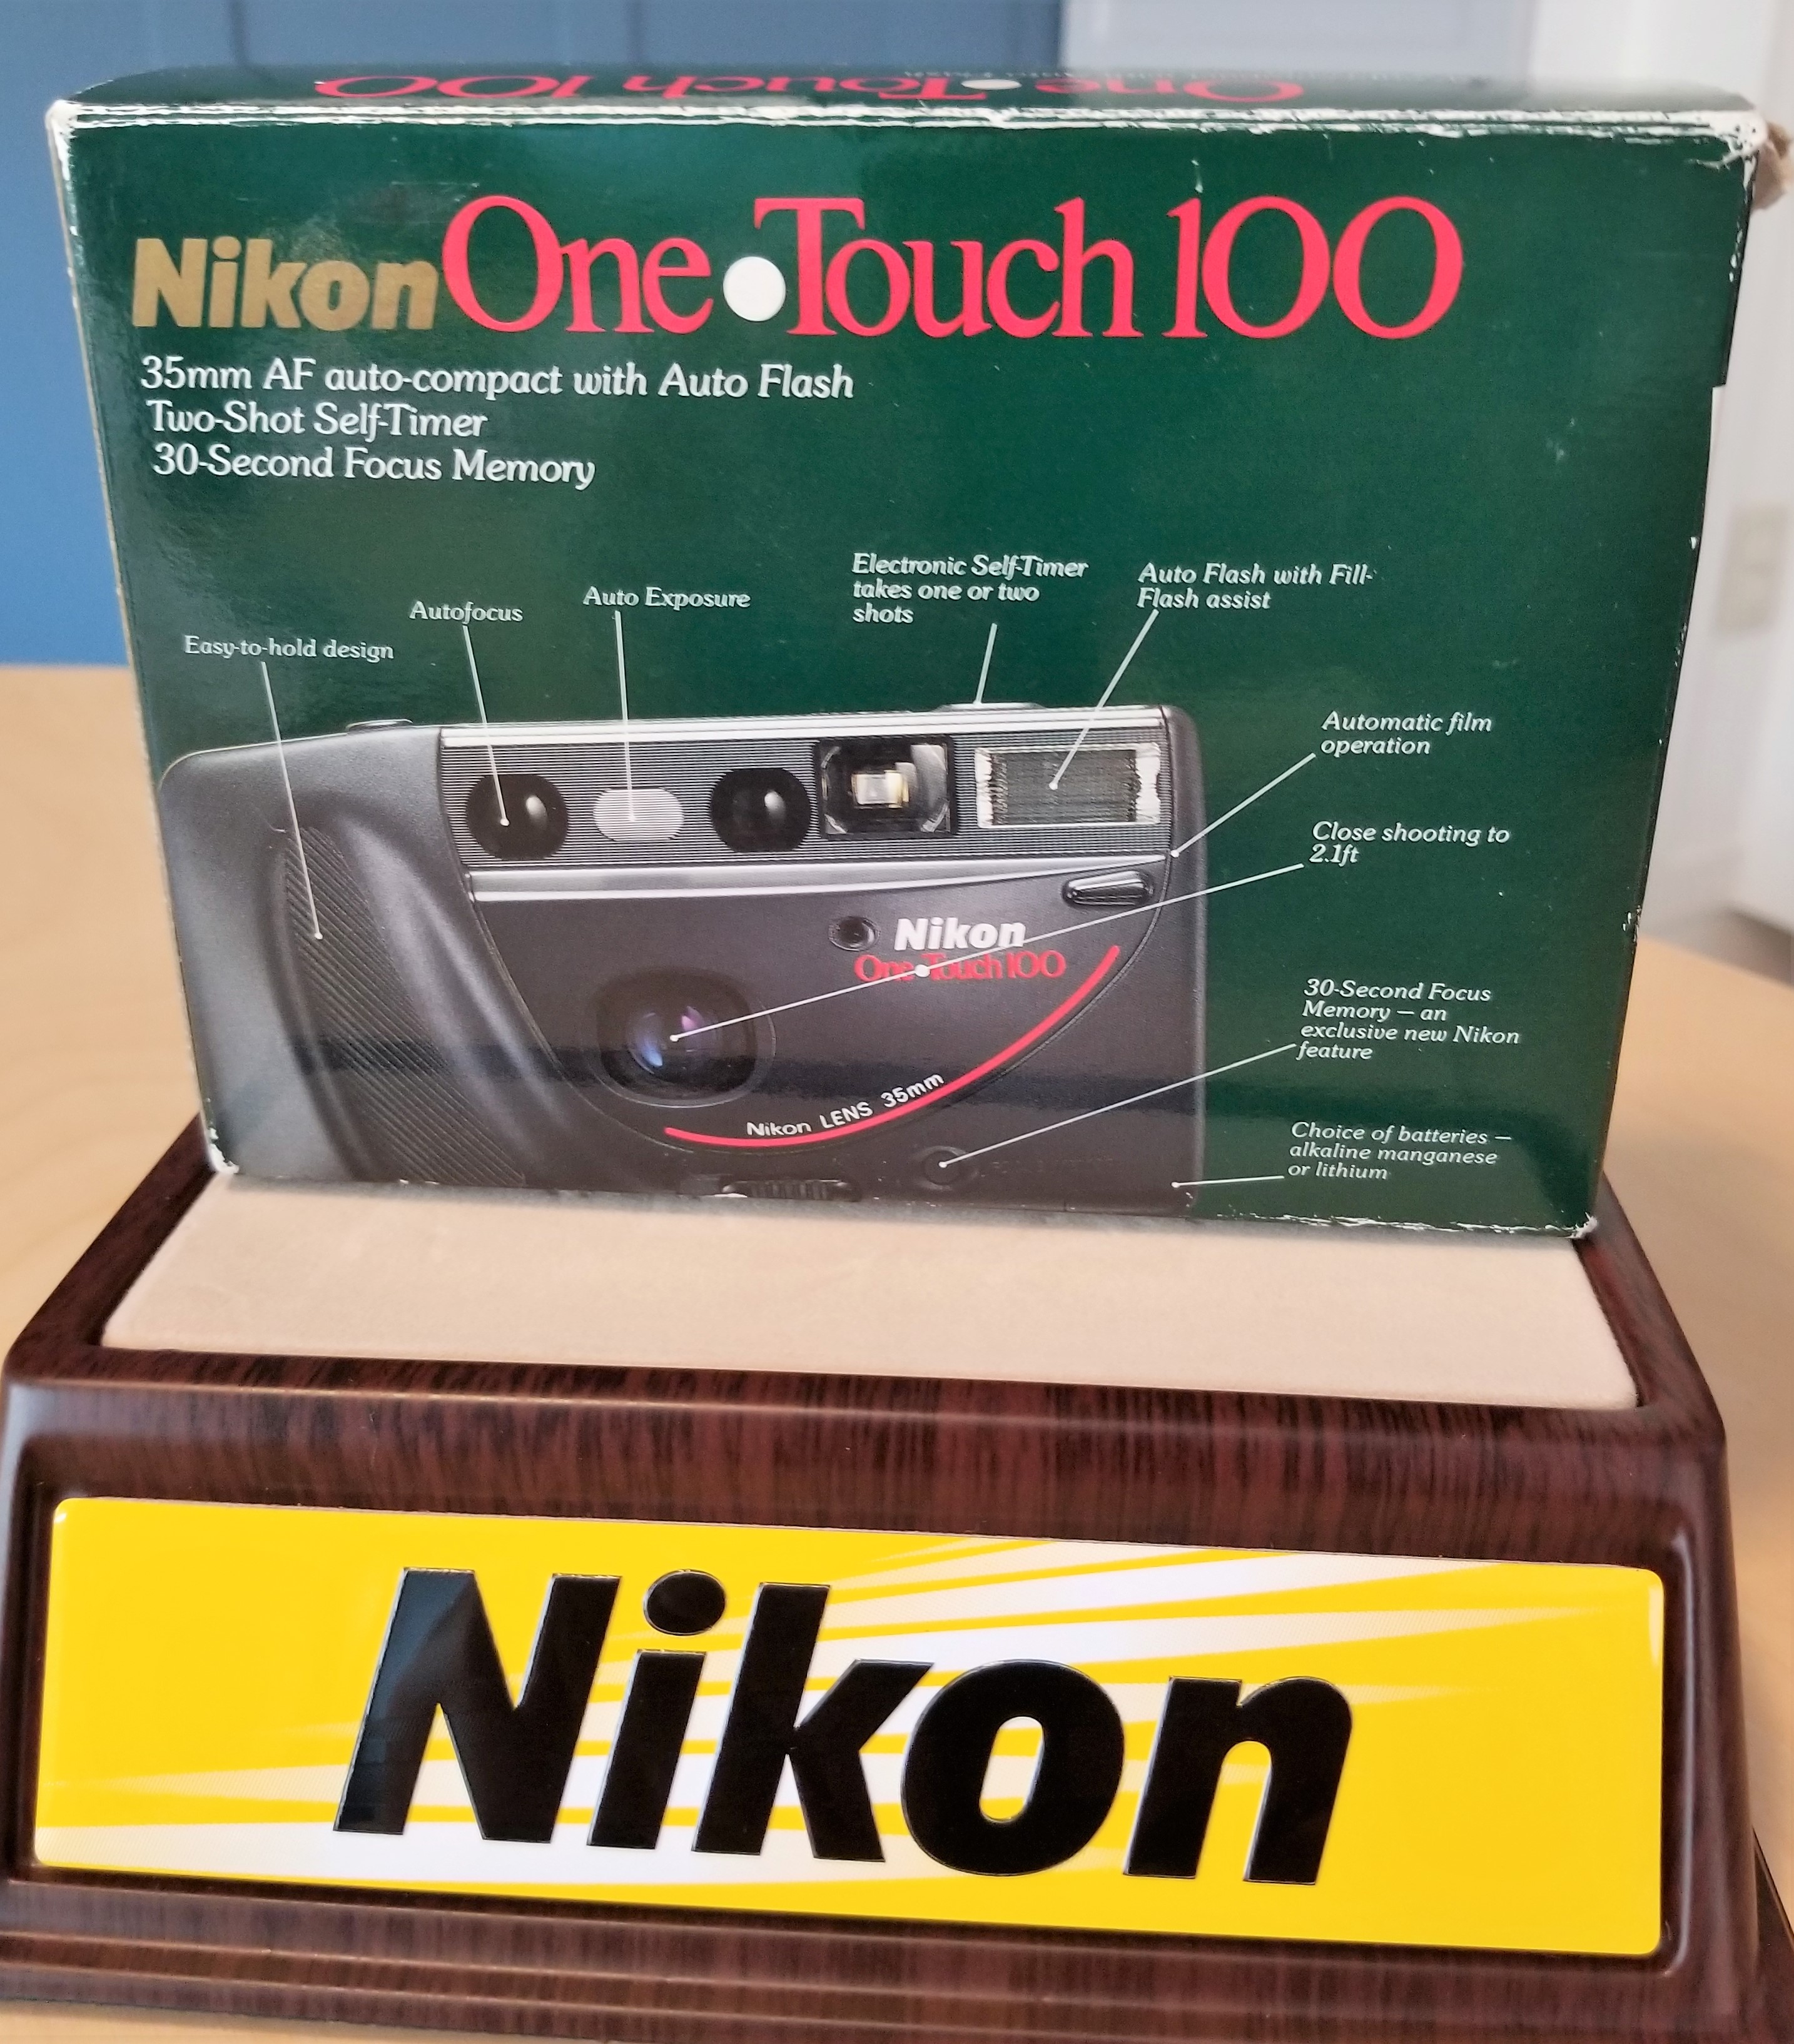 One•Touch 100
Nikon One•Touch 100
35mm AF auto-compact with Auto Flash
Two-Shot Self-Timer
30-Second Focus Memory
Easy-to-hold design
Autofocus
Auto Exposure
Electronic Self-Timer
takes one or two
shots
Auto Flash with Fill-
Flash assist
Automatic film
operation
Close shooting to
2.1ft
30-Second Focus
Memory — an
exclusive new Nikon
feature
Choice of batteries —
alkaline manganese
or lithium
Nikon
One•Touch 100
Nikon LENS 35mm
Nikon